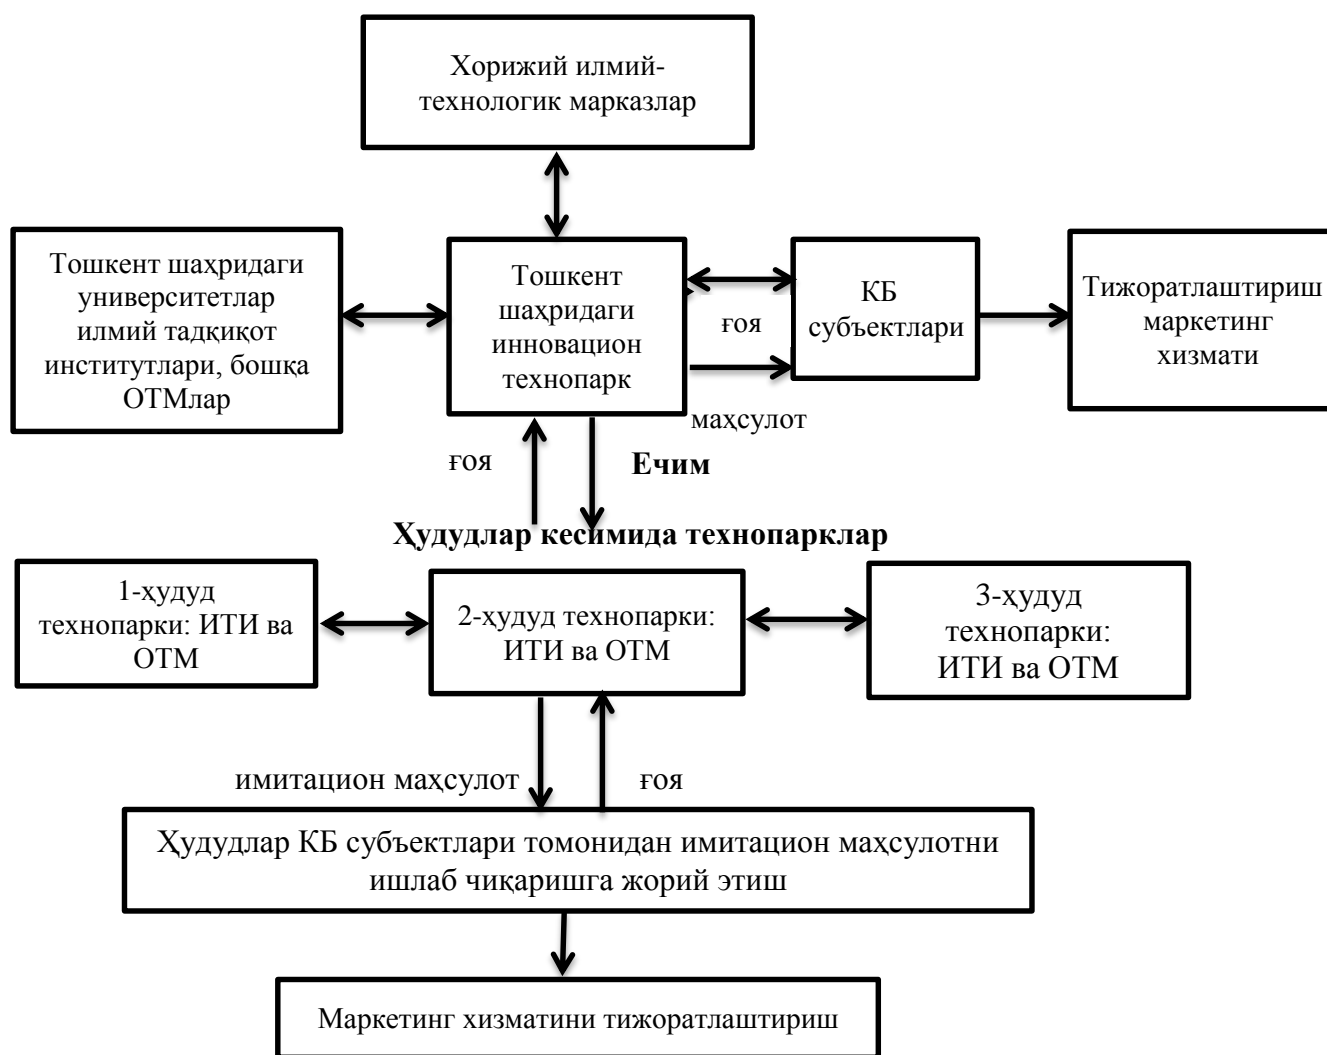 Хорижий илмий-
технологик марказлар
Тошкент шаҳридаги
университетлар
илмий тадқиқот
институтлари, бошқа
ОТМлар
Тошкент
шаҳридаги
инновацион
технопарк
ғоя
КБ
субъектлари
Тижоратлаштириш
маркетинг
хизмати
маҳсулот
ғоя
Ечим
Ҳудудлар кесимида технопарклар
1-ҳудуд
технопарки: ИТИ ва
ОТМ
2-ҳудуд технопарки:
ИТИ ва ОТМ
3-ҳудуд
технопарки:
ИТИ ва ОТМ
имитацион маҳсулот
ғоя
Ҳудудлар КБ субъектлари томонидан имитацион маҳсулотни
ишлаб чиқаришга жорий этиш
Маркетинг хизматини тижоратлаштириш